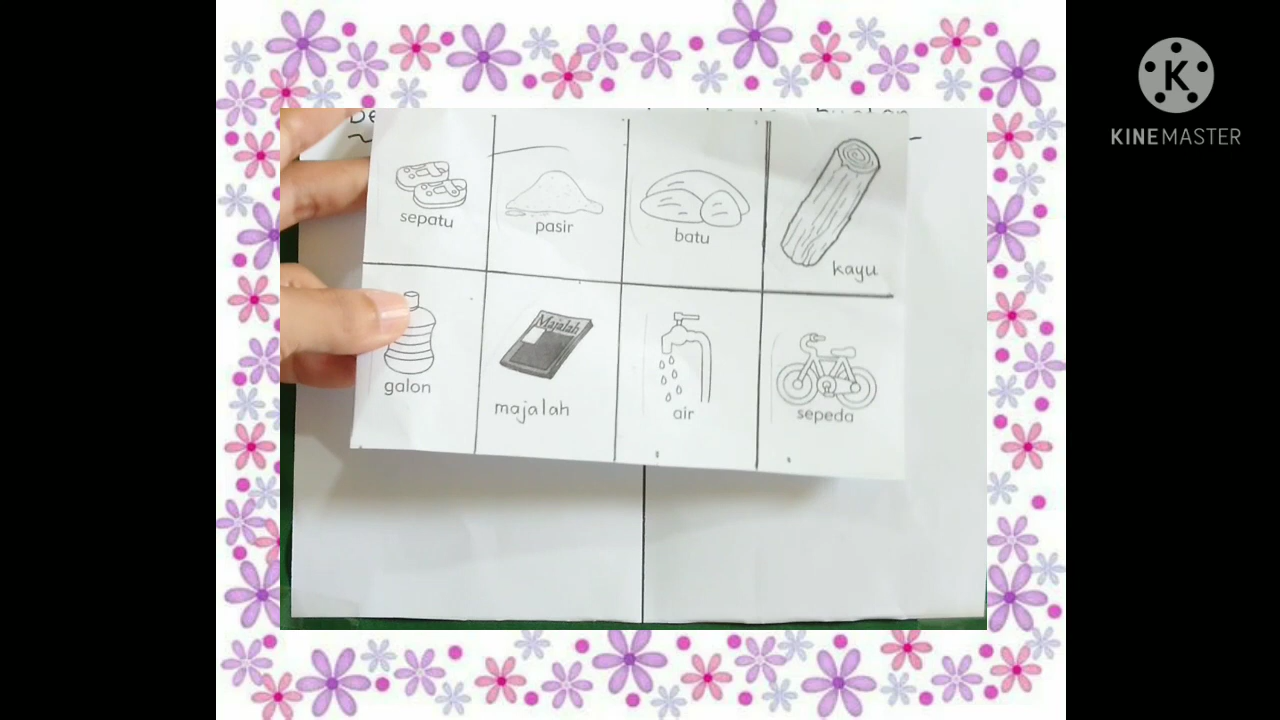 sepatu
pasir
batu
kayu
galon
Majalah
majalah
air
sepeda
K
KINEMASTER